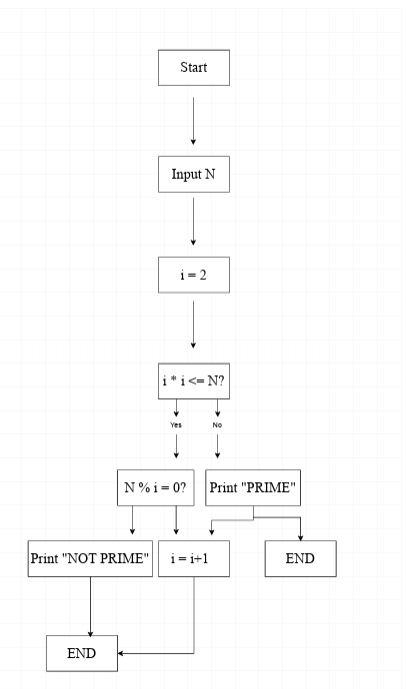 Start
Input N
i = 2
i * i <= N?
Yes
No
N % i = 0?
Print "PRIME"
Print "NOT PRIME"
i = i+1
END
END